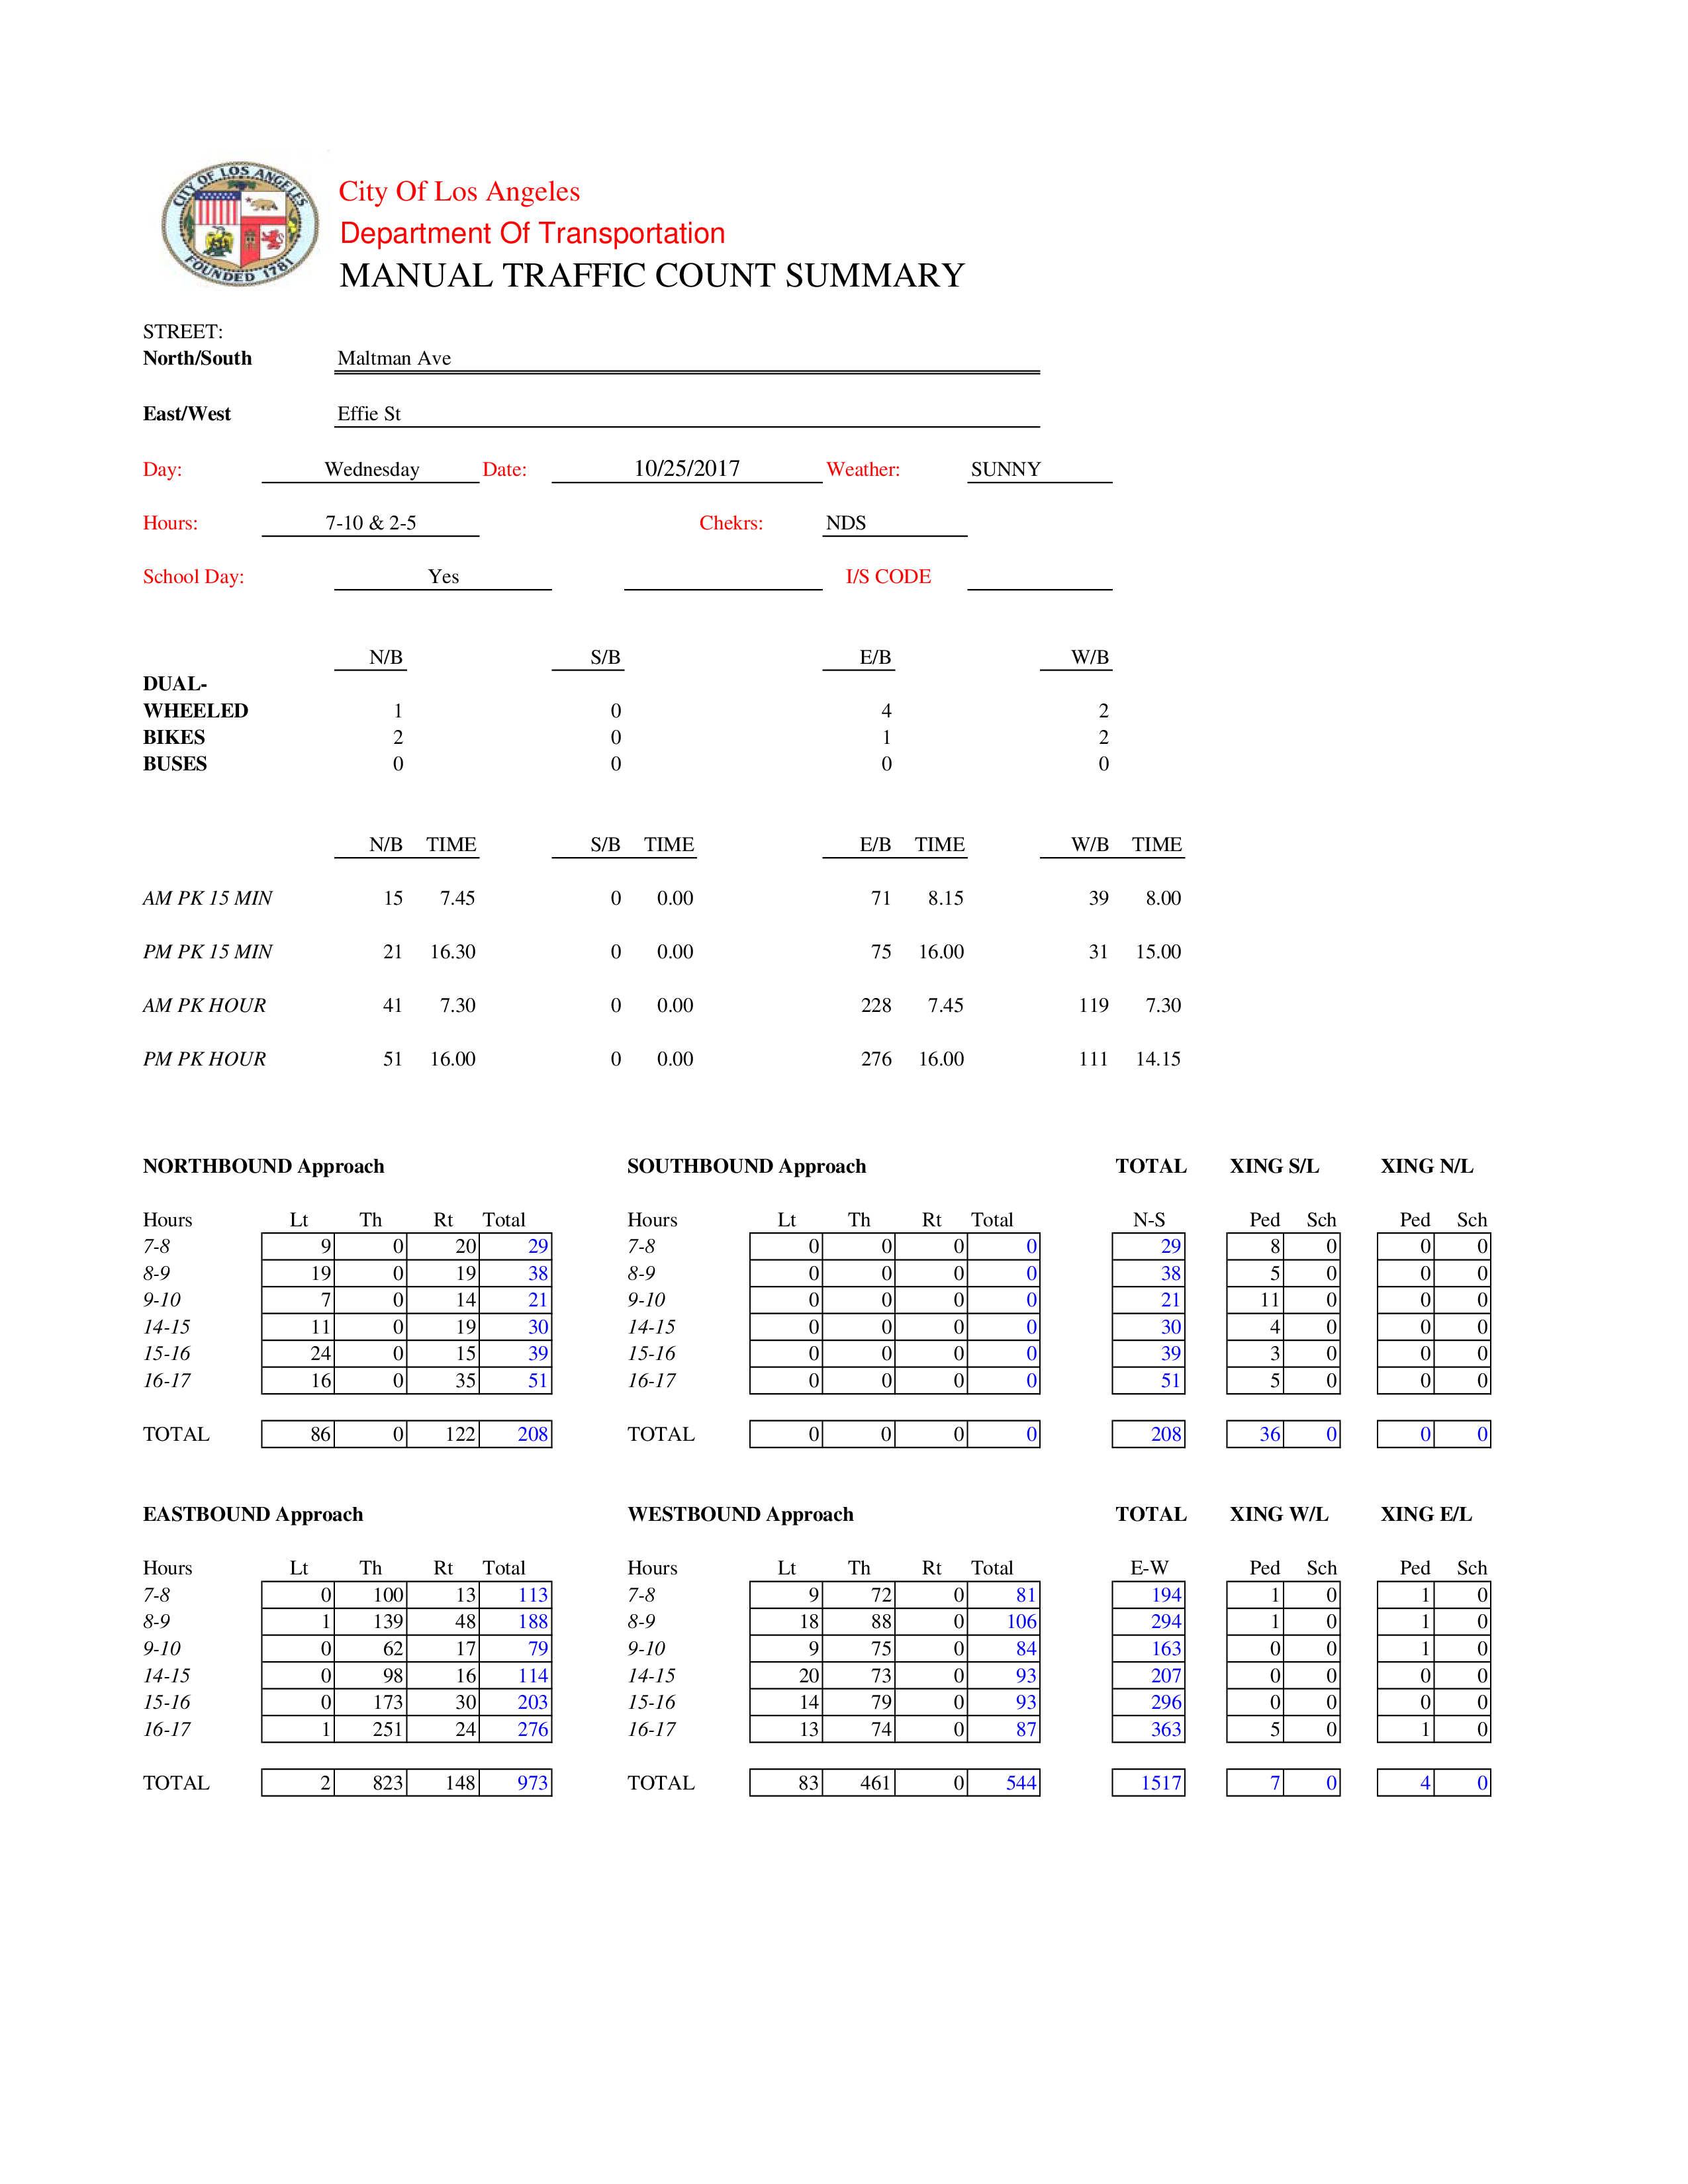 CITY OF LOS ANGELES
FOUNDED 1781
City Of Los Angeles
Department Of Transportation
MANUAL TRAFFIC COUNT SUMMARY
STREET:
North/South Maltman Ave
East/West Effie St
Day: Wednesday Date: 10/25/2017 Weather: SUNNY
Hours: 7-10 & 2-5 Chekrs: NDS
School Day: Yes I/S CODE
N/B S/B E/B W/B
DUAL-
WHEELED 1 0 4 2
BIKES 2 0 1 2
BUSES 0 0 0 0
N/B TIME S/B TIME E/B TIME W/B TIME
AM PK 15 MIN 15 7.45 0 0.00 71 8.15 39 8.00
PM PK 15 MIN 21 16.30 0 0.00 75 16.00 31 15.00
AM PK HOUR 41 7.30 0 0.00 228 7.45 119 7.30
PM PK HOUR 51 16.00 0 0.00 276 16.00 111 14.15
NORTHBOUND Approach SOUTHBOUND Approach TOTAL XING S/L XING N/L
Hours Lt Th Rt Total Hours Lt Th Rt Total N-S Ped Sch Ped Sch
7-8 9 0 20 29 7-8 0 0 0 0 29 8 0 0 0
8-9 19 0 19 38 8-9 0 0 0 0 38 5 0 0 0
9-10 7 0 14 21 9-10 0 0 0 0 21 11 0 0 0
14-15 11 0 19 30 14-15 0 0 0 0 30 4 0 0 0
15-16 24 0 15 39 15-16 0 0 0 0 39 3 0 0 0
16-17 16 0 35 51 16-17 0 0 0 0 51 5 0 0 0
TOTAL 86 0 122 208 TOTAL 0 0 0 0 208 36 0 0 0
EASTBOUND Approach WESTBOUND Approach TOTAL XING W/L XING E/L
Hours Lt Th Rt Total Hours Lt Th Rt Total E-W Ped Sch Ped Sch
7-8 0 100 13 113 7-8 9 72 0 81 194 1 0 1 0
8-9 1 139 48 188 8-9 18 88 0 106 294 1 0 1 0
9-10 0 62 17 79 9-10 9 75 0 84 163 0 0 1 0
14-15 0 98 16 114 14-15 20 73 0 93 207 0 0 0 0
15-16 0 173 30 203 15-16 14 79 0 93 296 0 0 0 0
16-17 1 251 24 276 16-17 13 74 0 87 363 5 0 1 0
TOTAL 2 823 148 973 TOTAL 83 461 0 544 1517 7 0 4 0